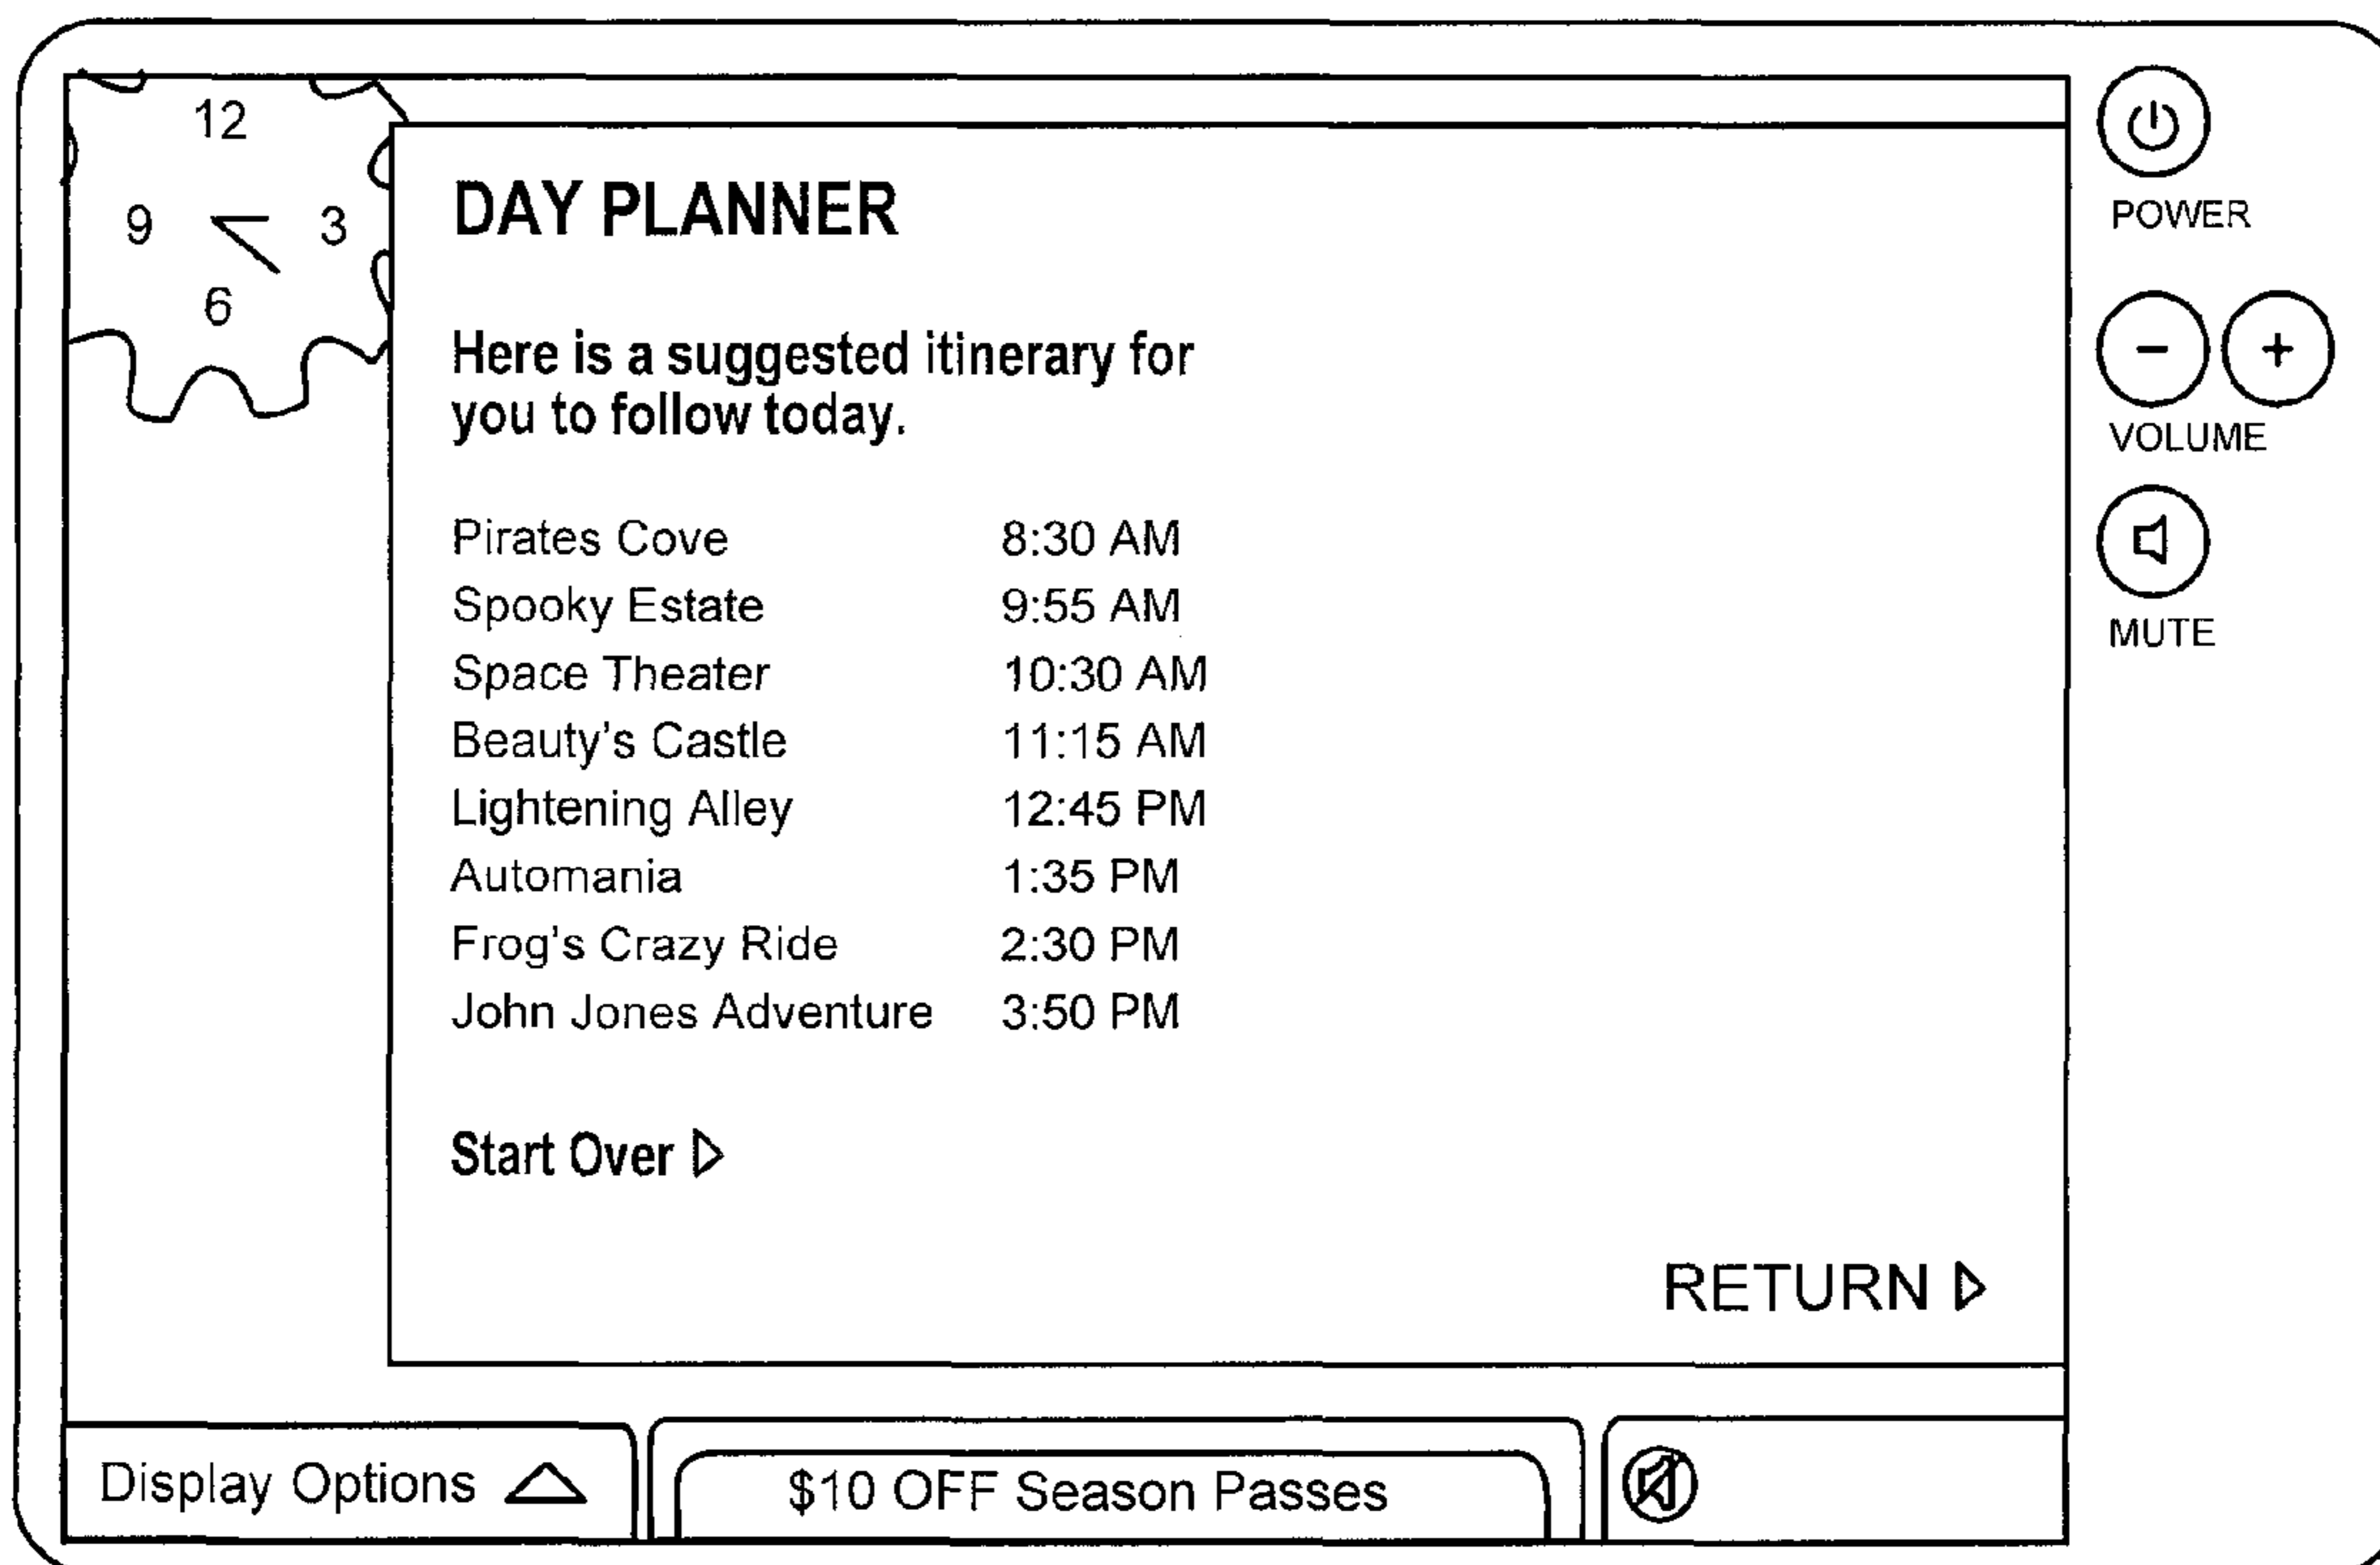 12
9 3
6
DAY PLANNER
Here is a suggested itinerary for
you to follow today.
Pirates Cove 8:30 AM
Spooky Estate 9:55 AM
Space Theater 10:30 AM
Beauty's Castle 11:15 AM
Lightening Alley 12:45 PM
Automania 1:35 PM
Frog's Crazy Ride 2:30 PM
John Jones Adventure 3:50 PM
Start Over
RETURN
POWER
- +
VOLUME
MUTE
Display Options
$10 OFF Season Passes